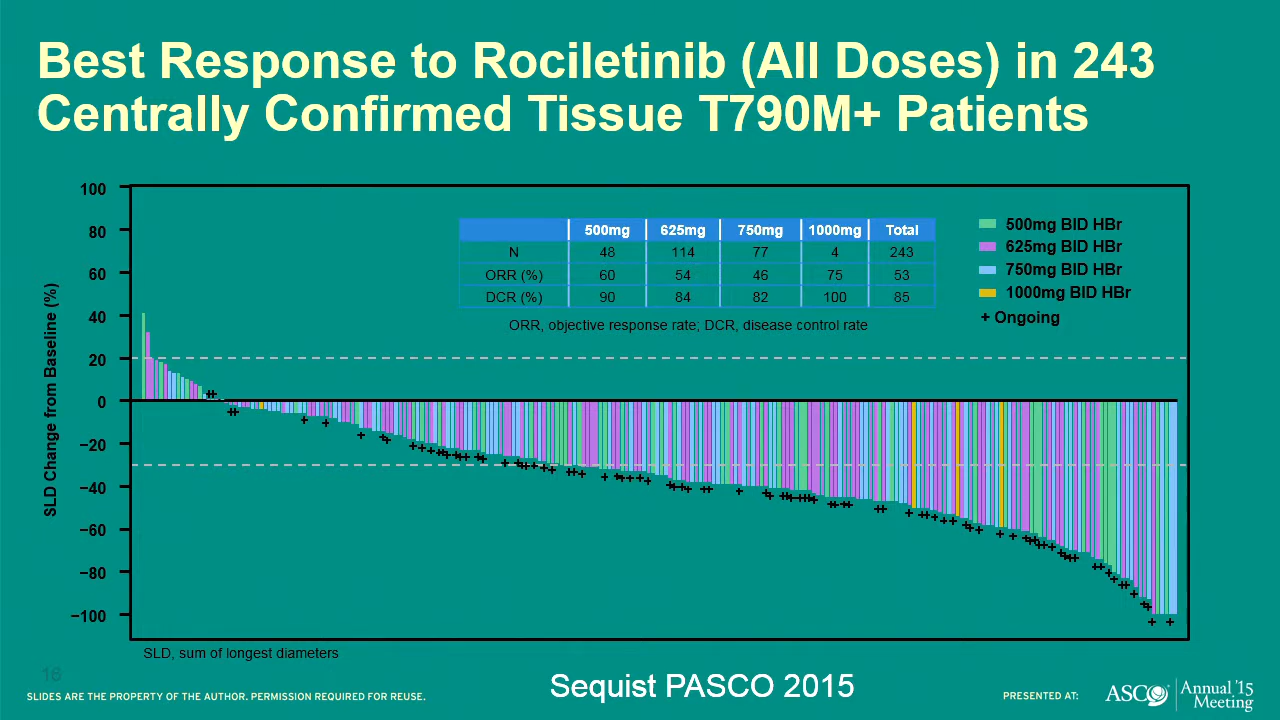 Best Response to Rociletinib (All Doses) in 243
Centrally Confirmed Tissue T790M+ Patients
SLD Change from Baseline (%)
100
80
60
40
20
0
−20
−40
−60
−80
−100
500mg 625mg 750mg 1000mg Total
N 48 114 77 4 243
ORR (%) 60 54 46 75 53
DCR (%) 90 84 82 100 85
ORR, objective response rate; DCR, disease control rate
500mg BID HBr
625mg BID HBr
750mg BID HBr
1000mg BID HBr
+ Ongoing
SLD, sum of longest diameters
SLIDES ARE THE PROPERTY OF THE AUTHOR. PERMISSION REQUIRED FOR REUSE.
Sequist PASCO 2015
PRESENTED AT:
ASCO Annual '15
Meeting